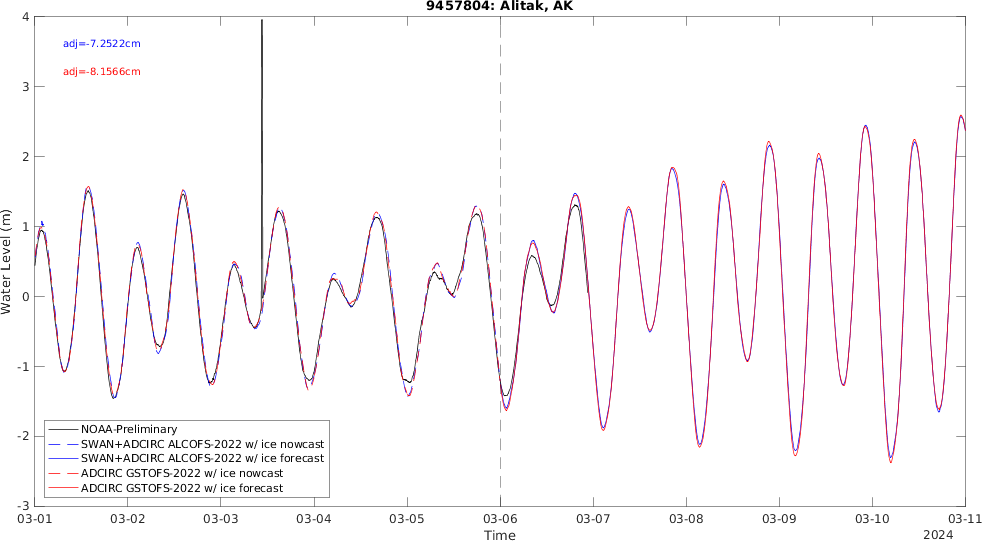 9457804: Alitak, AK
4
adj=-7.2522cm
3
adj=-8.1566cm
2
1
Water Level (m)
0
-1
-2
NOAA-Preliminary
SWAN+ADCIRC ALCOFS-2022 w/ ice nowcast
SWAN+ADCIRC ALCOFS-2022 w/ ice forecast
ADCIRC GSTOFS-2022 w/ ice nowcast
ADCIRC GSTOFS-2022 w/ ice forecast
-3
03-01 03-02 03-03 03-04 03-05 03-06 03-07 03-08 03-09 03-10 03-11
Time 2024